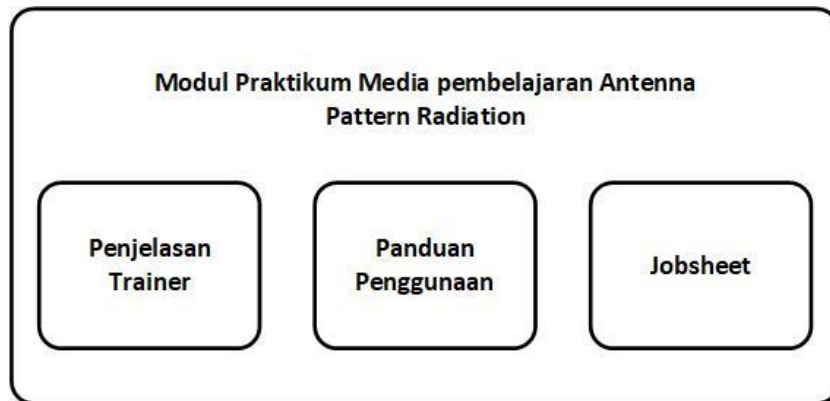 Modul Praktikum Media pembelajaran Antenna
Pattern Radiation
Penjelasan
Trainer
Panduan
Penggunaan
Jobsheet